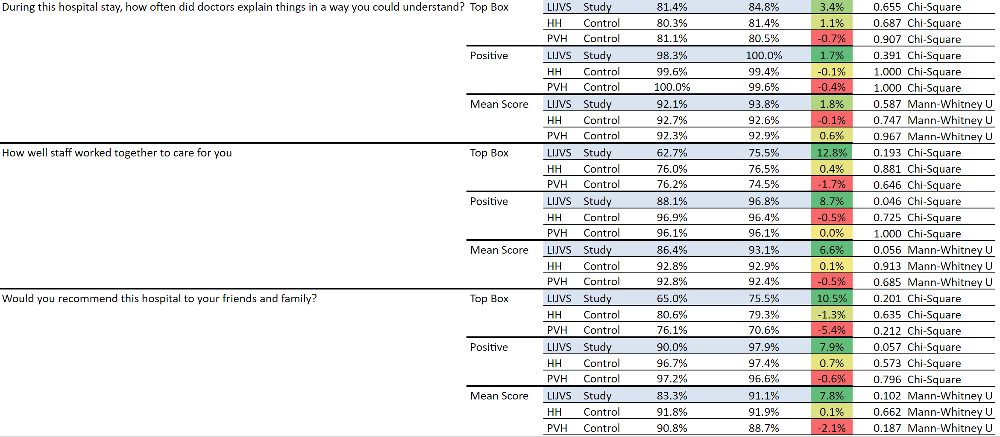 During this hospital stay, how often did doctors explain things in a way you could understand? Top Box LIJVS Study 81.4% 84.8% 3.4% 0.655 Chi-Square
HH Control 80.3% 81.4% 1.1% 0.687 Chi-Square
PVH Control 81.1% 80.5% -0.7% 0.907 Chi-Square
Positive LIJVS Study 98.3% 100.0% 1.7% 0.391 Chi-Square
HH Control 99.6% 99.4% -0.1% 1.000 Chi-Square
PVH Control 100.0% 99.6% -0.4% 1.000 Chi-Square
Mean Score LIJVS Study 92.1% 93.8% 1.8% 0.587 Mann-Whitney U
HH Control 92.7% 92.6% -0.1% 0.747 Mann-Whitney U
PVH Control 92.3% 92.9% 0.6% 0.967 Mann-Whitney U
How well staff worked together to care for you Top Box LIJVS Study 62.7% 75.5% 12.8% 0.193 Chi-Square
HH Control 76.0% 76.5% 0.4% 0.881 Chi-Square
PVH Control 76.2% 74.5% -1.7% 0.646 Chi-Square
Positive LIJVS Study 88.1% 96.8% 8.7% 0.046 Chi-Square
HH Control 96.9% 96.4% -0.5% 0.725 Chi-Square
PVH Control 96.1% 96.1% 0.0% 1.000 Chi-Square
Mean Score LIJVS Study 86.4% 93.1% 6.6% 0.056 Mann-Whitney U
HH Control 92.8% 92.9% 0.1% 0.913 Mann-Whitney U
PVH Control 92.8% 92.4% -0.5% 0.685 Mann-Whitney U
Would you recommend this hospital to your friends and family? Top Box LIJVS Study 65.0% 75.5% 10.5% 0.201 Chi-Square
HH Control 80.6% 79.3% -1.3% 0.635 Chi-Square
PVH Control 76.1% 70.6% -5.4% 0.212 Chi-Square
Positive LIJVS Study 90.0% 97.9% 7.9% 0.057 Chi-Square
HH Control 96.7% 97.4% 0.7% 0.573 Chi-Square
PVH Control 97.2% 96.6% -0.6% 0.796 Chi-Square
Mean Score LIJVS Study 83.3% 91.1% 7.8% 0.102 Mann-Whitney U
HH Control 91.8% 91.9% 0.1% 0.662 Mann-Whitney U
PVH Control 90.8% 88.7% -2.1% 0.187 Mann-Whitney U